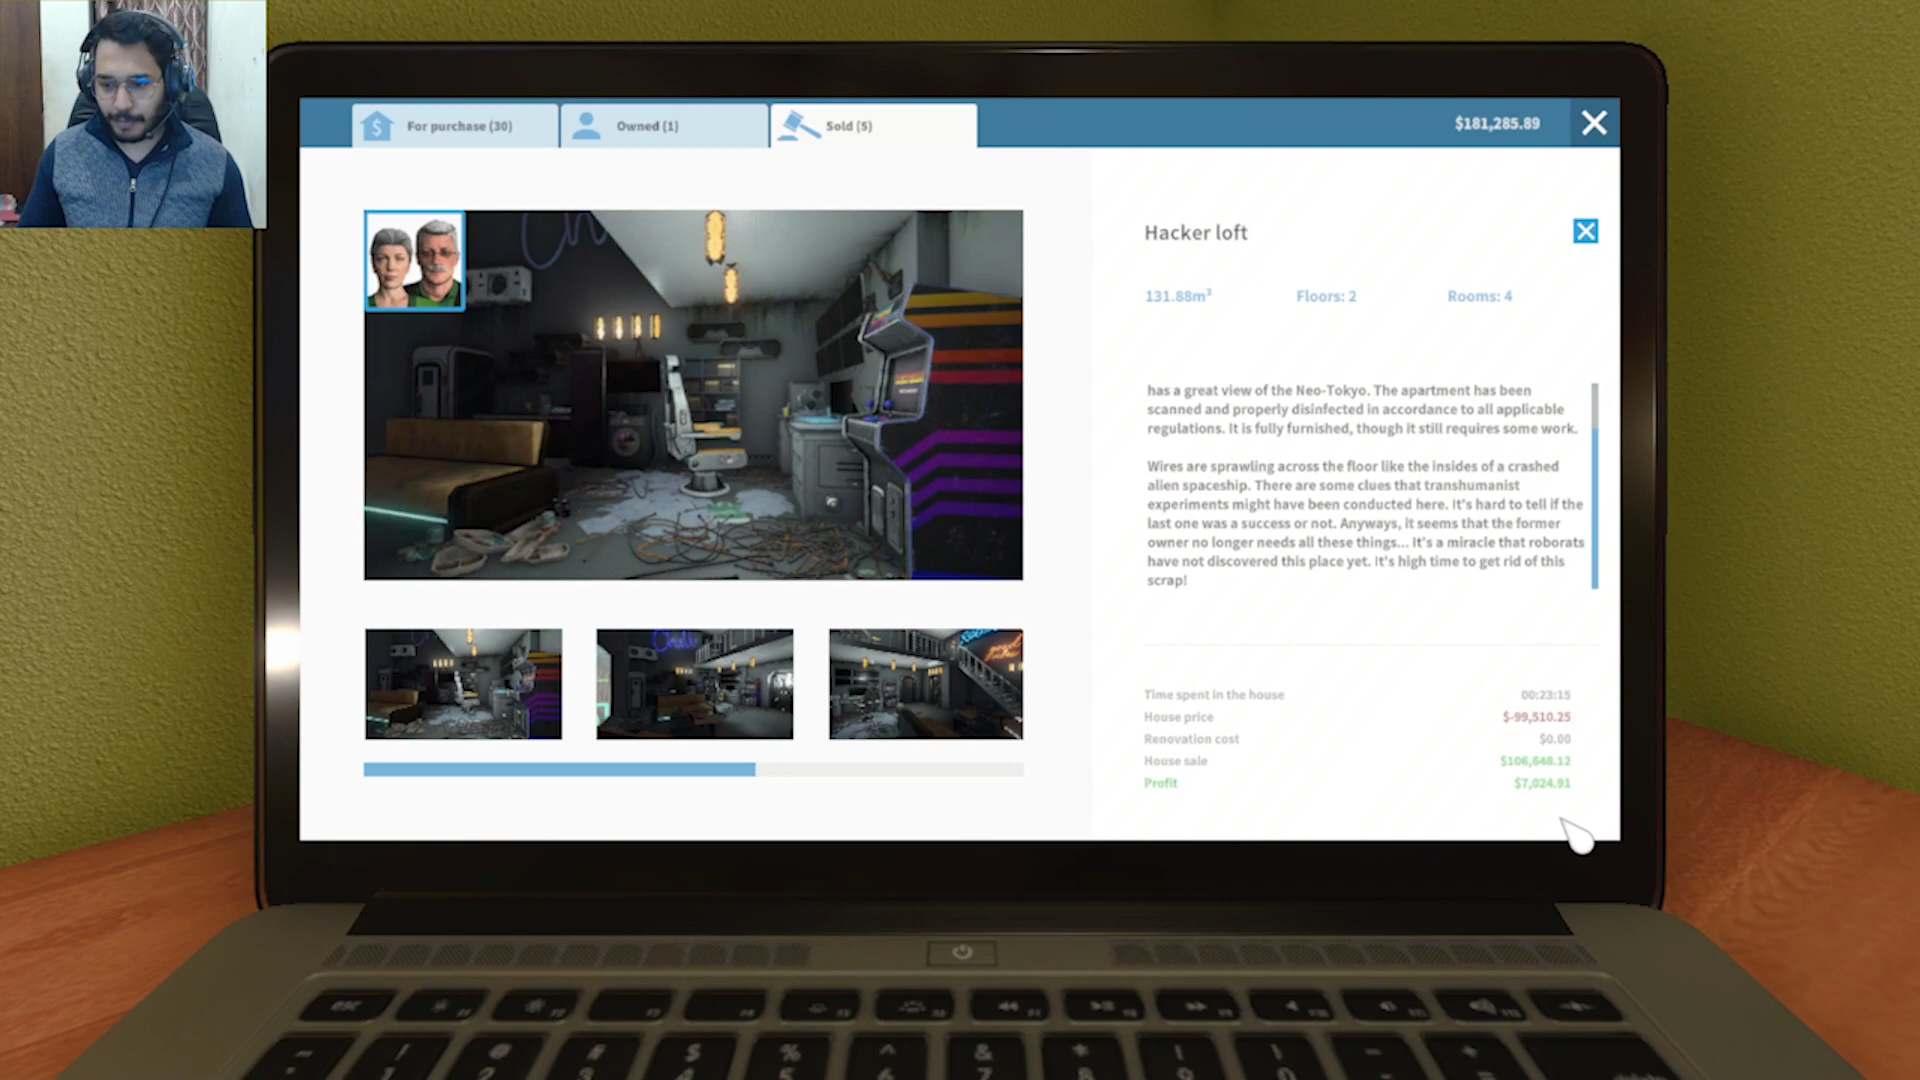 For purchase (30)
Owned (1)
Sold (5)
$181,285.89
Hacker loft
131.88m²
Floors: 2
Rooms: 4
has a great view of the Neo-Tokyo. The apartment has been
scanned and properly disinfected in accordance to all applicable
regulations. It is fully furnished, though it still requires some work.
Wires are sprawling across the floor like the insides of a crashed
alien spaceship. There are some clues that transhumanist
experiments might have been conducted here. It's hard to tell if the
last one was a success or not. Anyways, it seems that the former
owner no longer needs all these things... It's a miracle that roborats
have not discovered this place yet. It's high time to get rid of this
scrap!
Time spent in the house 00:23:15
House price $-99,510.25
Renovation cost $0.00
House sale $106,648.12
Profit $7,024.91
esc